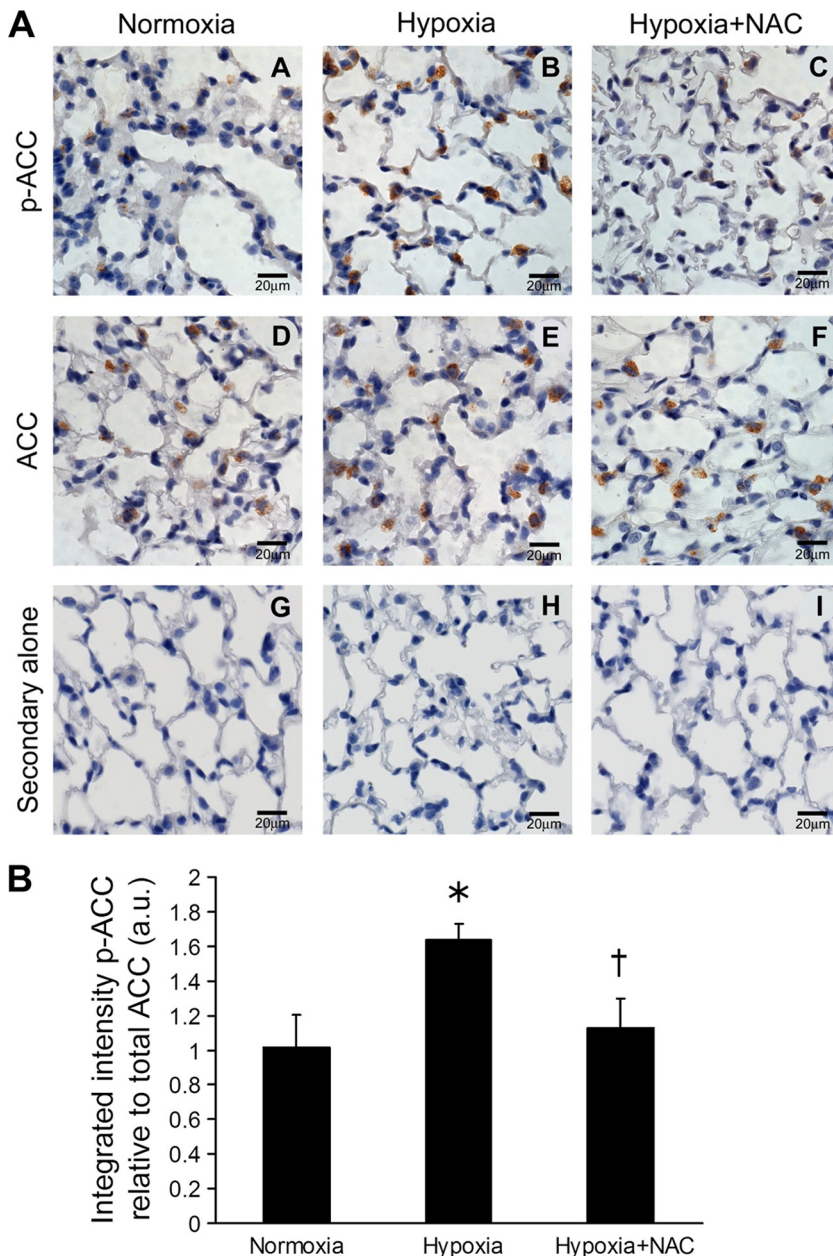 A
Normoxia Hypoxia Hypoxia+NAC
p-ACC
A B C
20μm 20μm 20μm
ACC
D E F
20μm 20μm 20μm
Secondary alone
G H I
20μm 20μm 20μm
B
Integrated intensity p-ACC
relative to total ACC (a.u.)
2
1.8
1.6
1.4
1.2
1
0.8
0.6
0.4
0.2
0
*
†
Normoxia Hypoxia Hypoxia+NAC